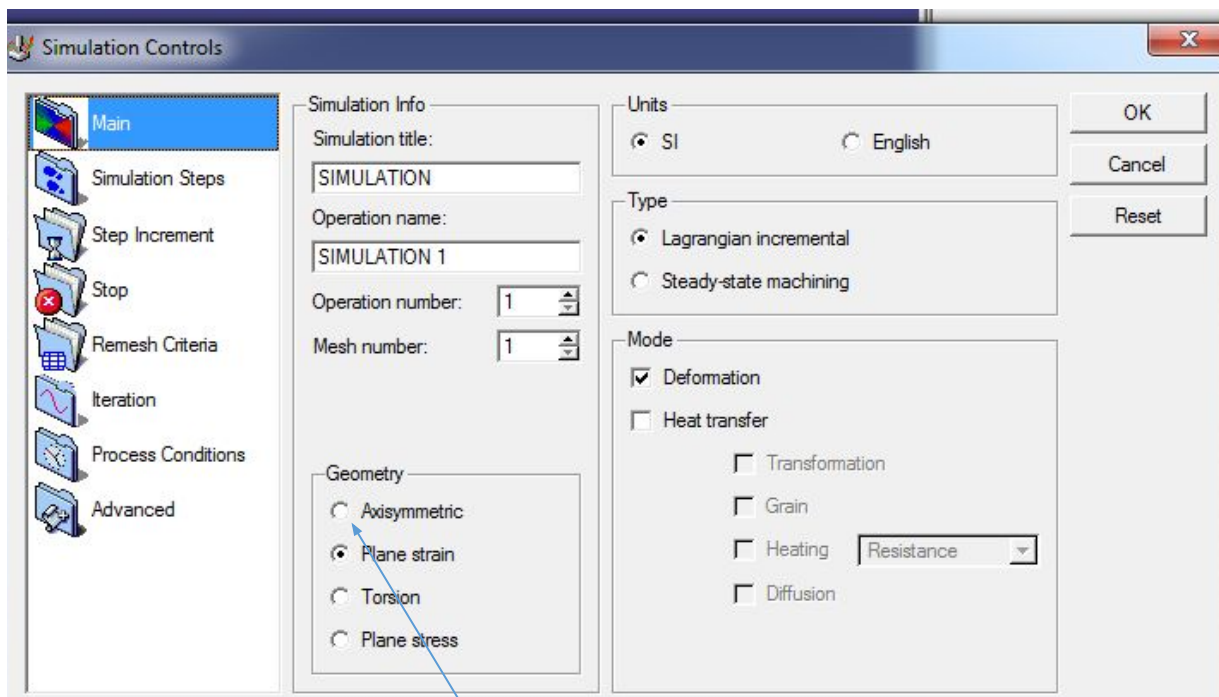 Simulation Controls
Main
Simulation Steps
Step Increment
Stop
Remesh Criteria
Iteration
Process Conditions
Advanced
Simulation Info
Simulation title:
SIMULATION
Operation name:
SIMULATION 1
Operation number: 1
Mesh number: 1
Geometry
Axisymmetric
Plane strain
Torsion
Plane stress
Units
SI English
Type
Lagrangian incremental
Steady-state machining
Mode
Deformation
Heat transfer
Transformation
Grain
Heating Resistance
Diffusion
OK
Cancel
Reset